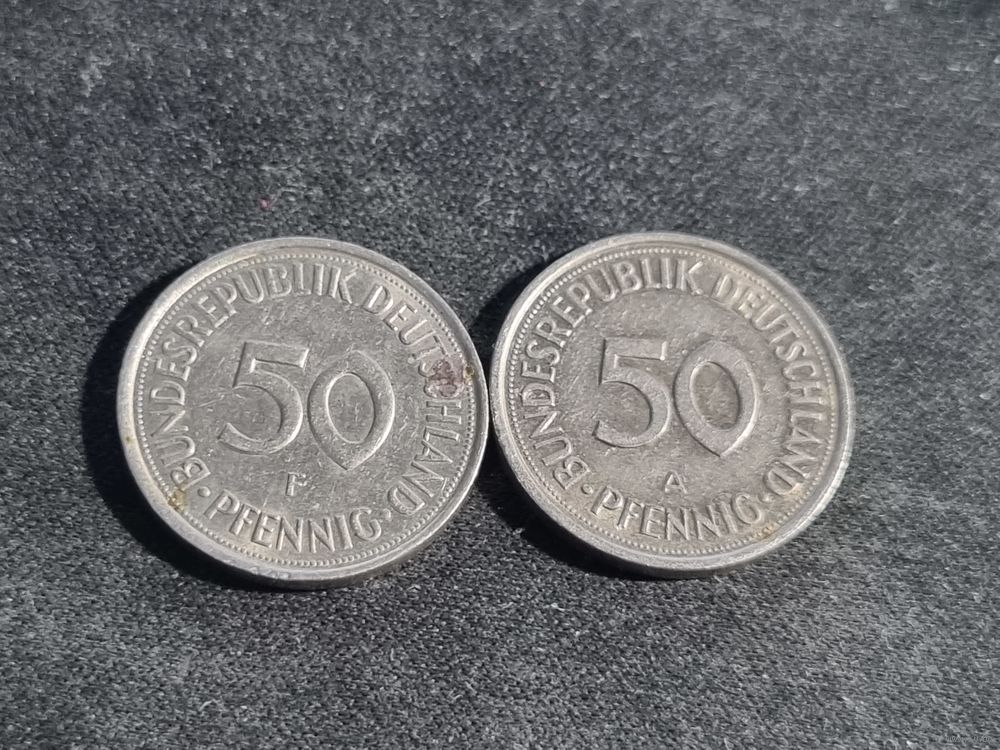 BUNDESREPUBLIK DEUTSCHLAND
50
F
· PFENNIG ·
BUNDESREPUBLIK DEUTSCHLAND
50
A
· PFENNIG ·